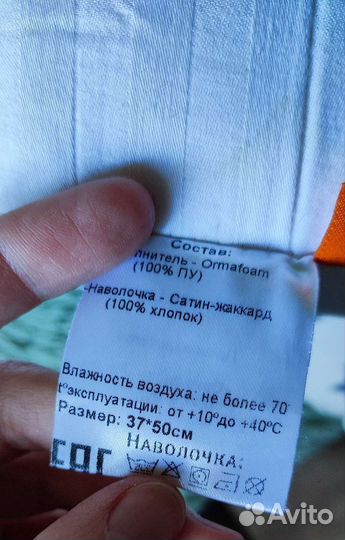 Состав:
лнитель - Ormafoam
(100% ПУ)
-Наволочка - Сатин-жаккард
(100% хлопок)
Влажность воздуха: не более 70
t°эксплуатации: от +10°до +40°С
Размер: 37*50см
НАВОЛОЧКА:
Avito